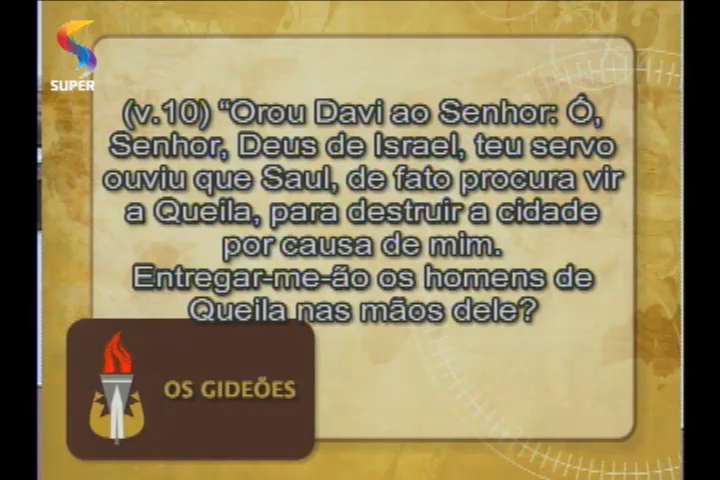 SUPER
(v.10) “Orou Davi ao Senhor: Ó,
Senhor, Deus de Israel, teu servo
ouviu que Saul, de fato procura vir
a Queila, para destruir a cidade
por causa de mim.
Entregar-me-ão os homens de
Queila nas mãos dele?
OS GIDEÕES